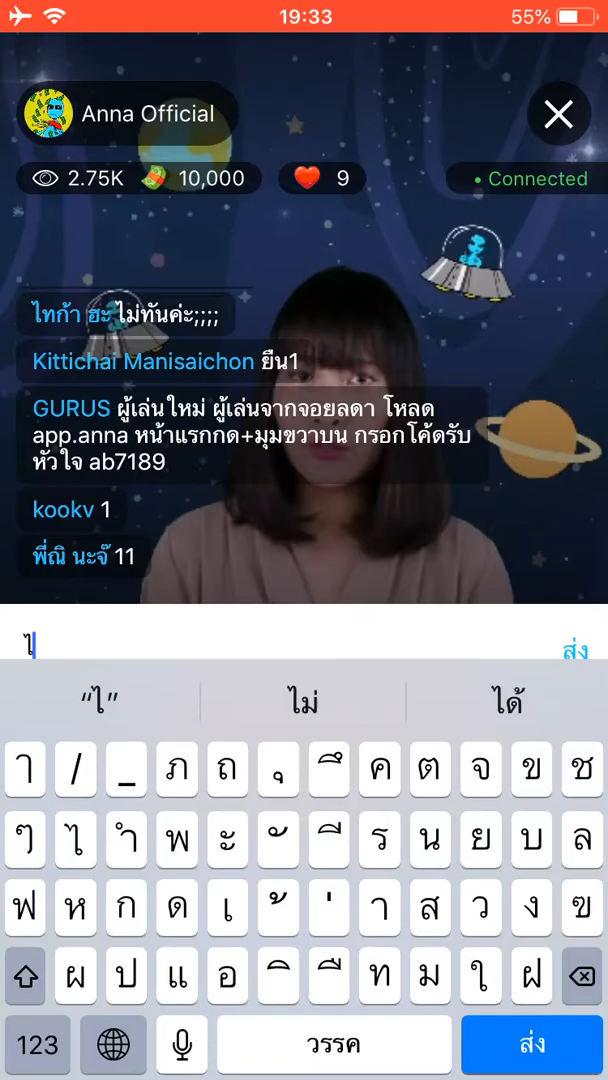 19:33
55%
Anna Official
2.75K 10,000 9 • Connected
ไทก้า ฮะ ไม่ทันค่ะ;;;;
Kittichai Manisaichon ยืน1
GURUS ผู้เล่นใหม่ ผู้เล่นจากจอยลดา โหลด
app.anna หน้าแรกกด+มุมขวาบน กรอกโค้ดรับ
หัวใจ ab7189
kookv 1
พี่ณิ นะจ๊ 11
ไ ส่ง
“ไ” ไม่ ได้
ๅ / _ ภ ถ ุ ึ ค ต จ ข ช
ๆ ไ ำ พ ะ ั ี ร น ย บ ล
ฟ ห ก ด เ ้ ่ า ส ว ง ฃ
ผ ป แ อ ิ ื ท ม ใ ฝ
123 วรรค ส่ง